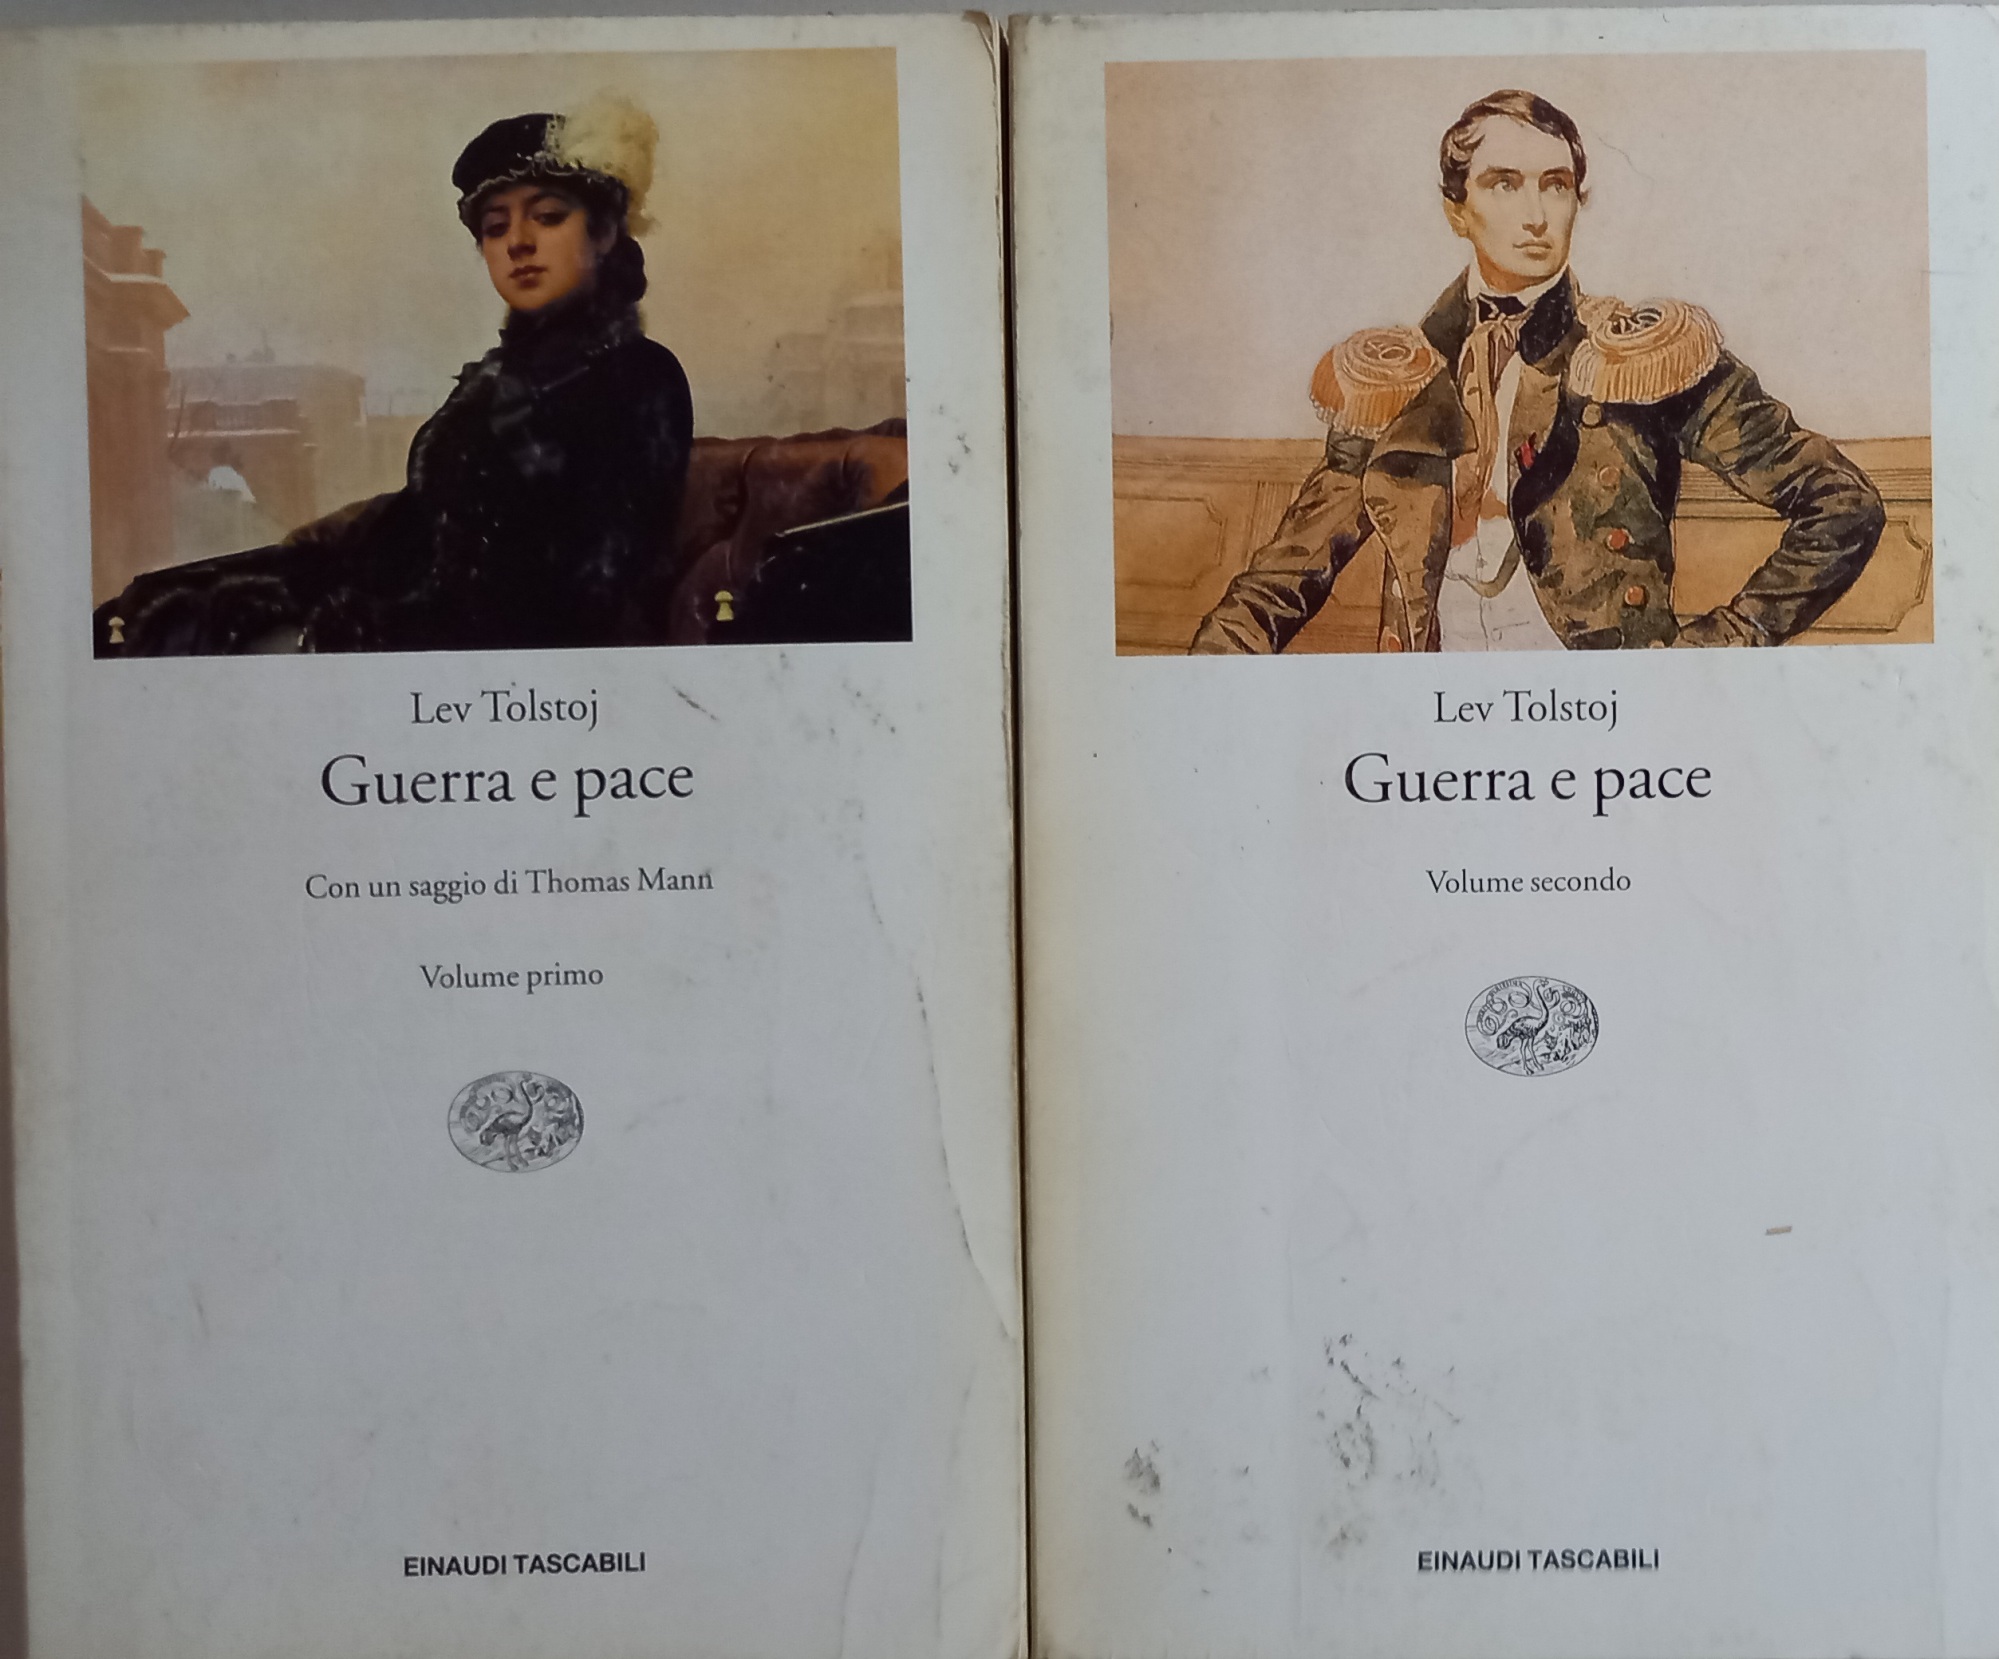 Lev Tolstoj
Guerra e pace
Con un saggio di Thomas Mann
Volume primo
EINAUDI TASCABILI
Lev Tolstoj
Guerra e pace
Volume secondo
EINAUDI TASCABILI